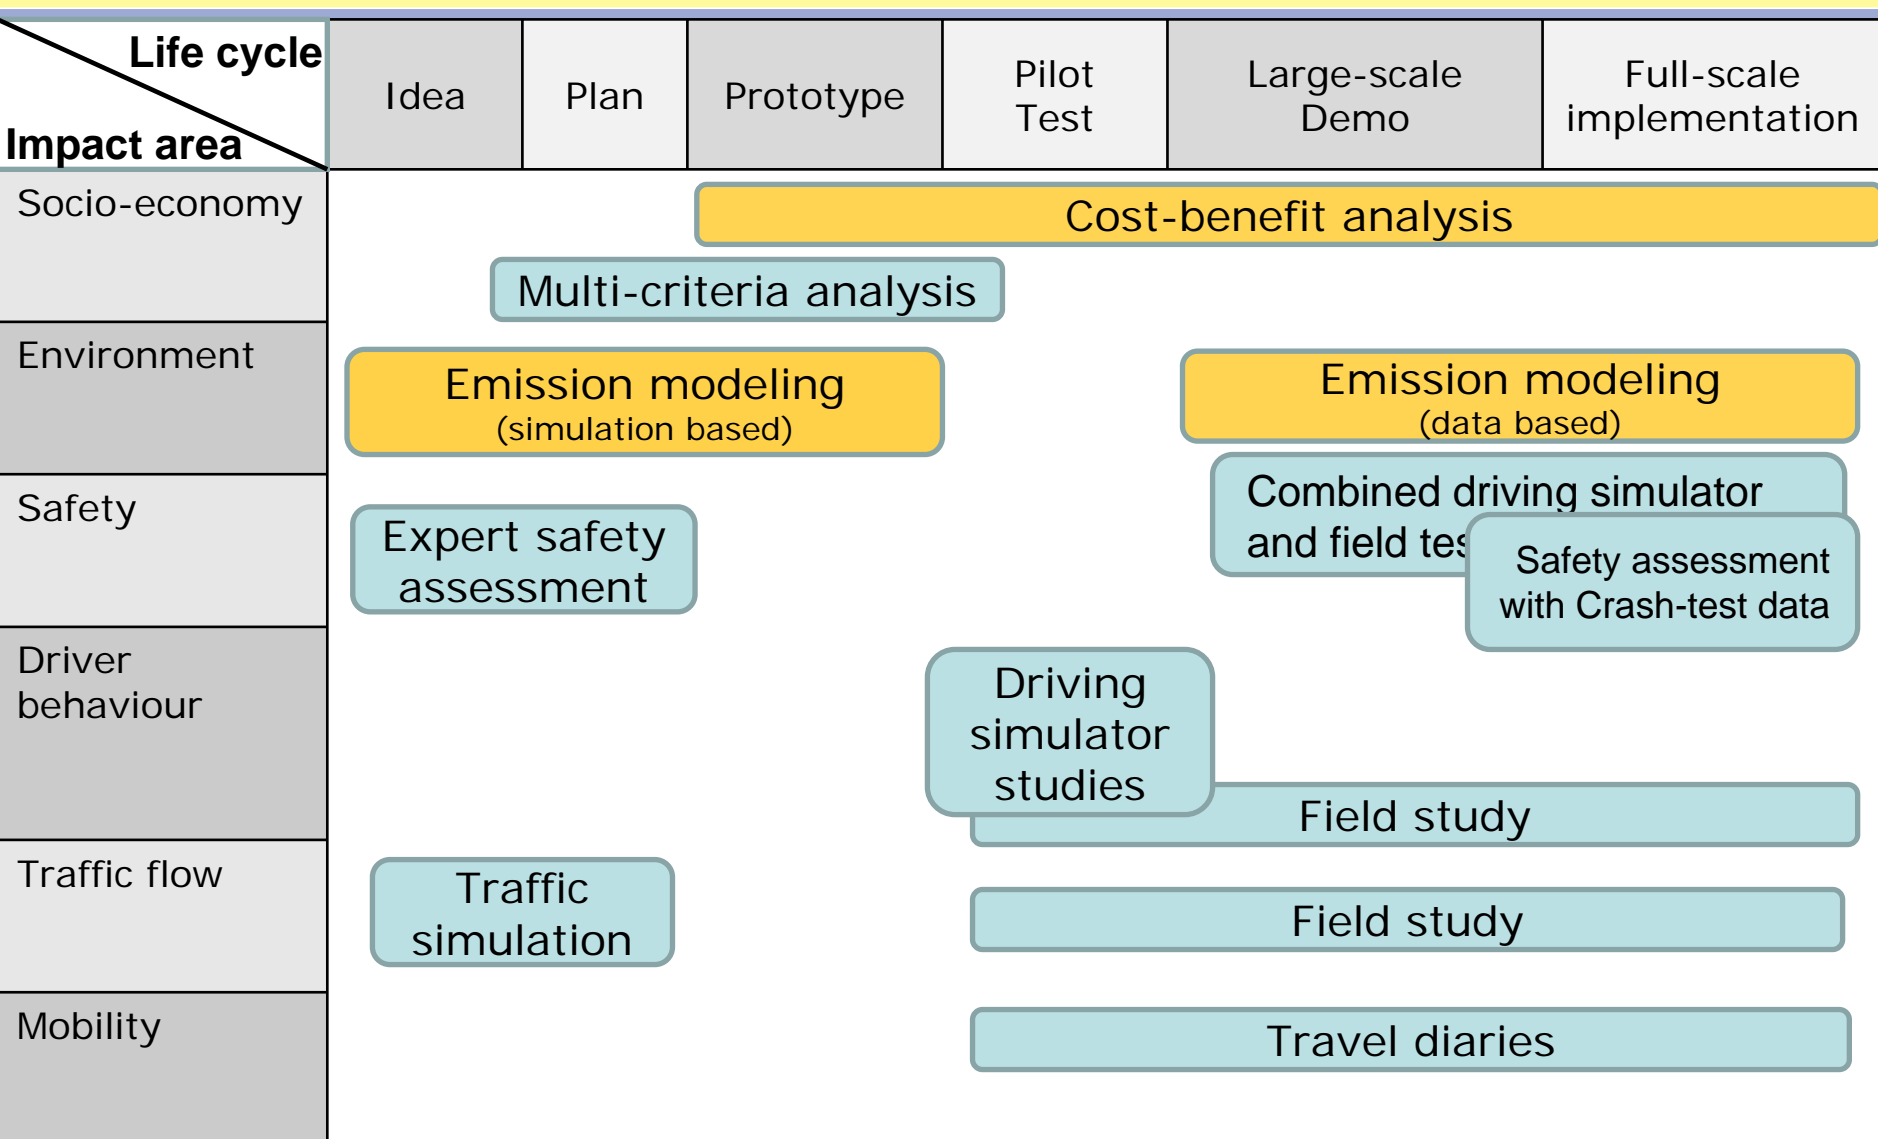 Life cycle
Impact area
Idea
Plan
Prototype
Pilot
Test
Large-scale
Demo
Full-scale
implementation
Socio-economy
Cost-benefit analysis
Multi-criteria analysis
Environment
Emission modeling
(simulation based)
Emission modeling
(data based)
Safety
Expert safety
assessment
Combined driving simulator
and field
Safety assessment
with Crash-test data
Driver
behaviour
Driving
simulator
studies
Field study
Traffic flow
Traffic
simulation
Field study
Mobility
Travel diaries